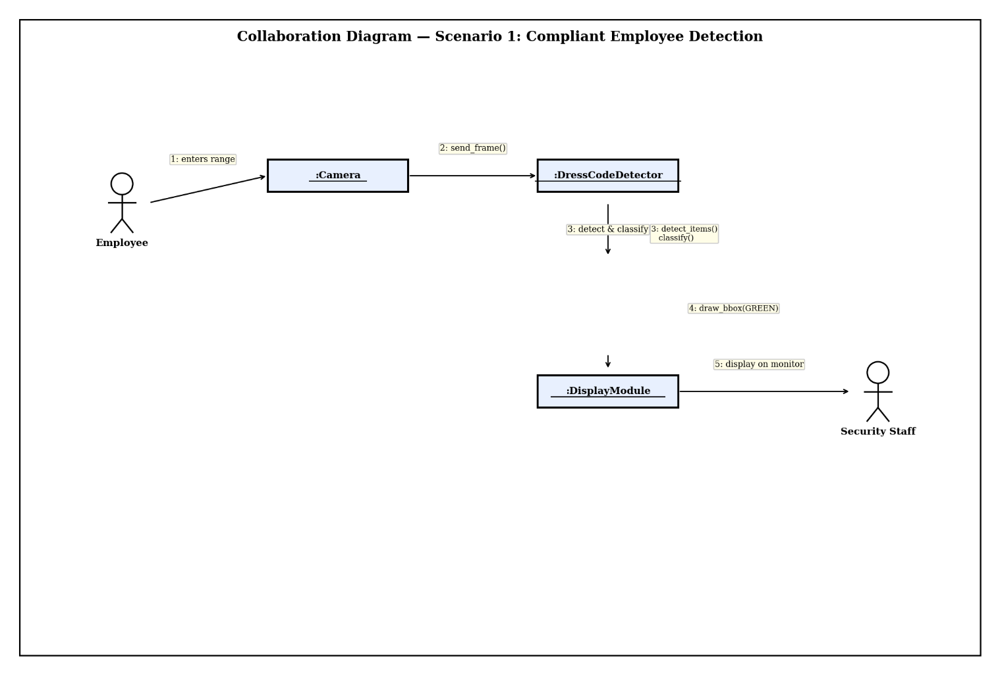 Collaboration Diagram — Scenario 1: Compliant Employee Detection
1: enters range
2: send_frame()
:Camera
:DressCodeDetector
Employee
3: detect & classify
3: detect_items()
classify()
4: draw_bbox(GREEN)
5: display on monitor
:DisplayModule
Security Staff